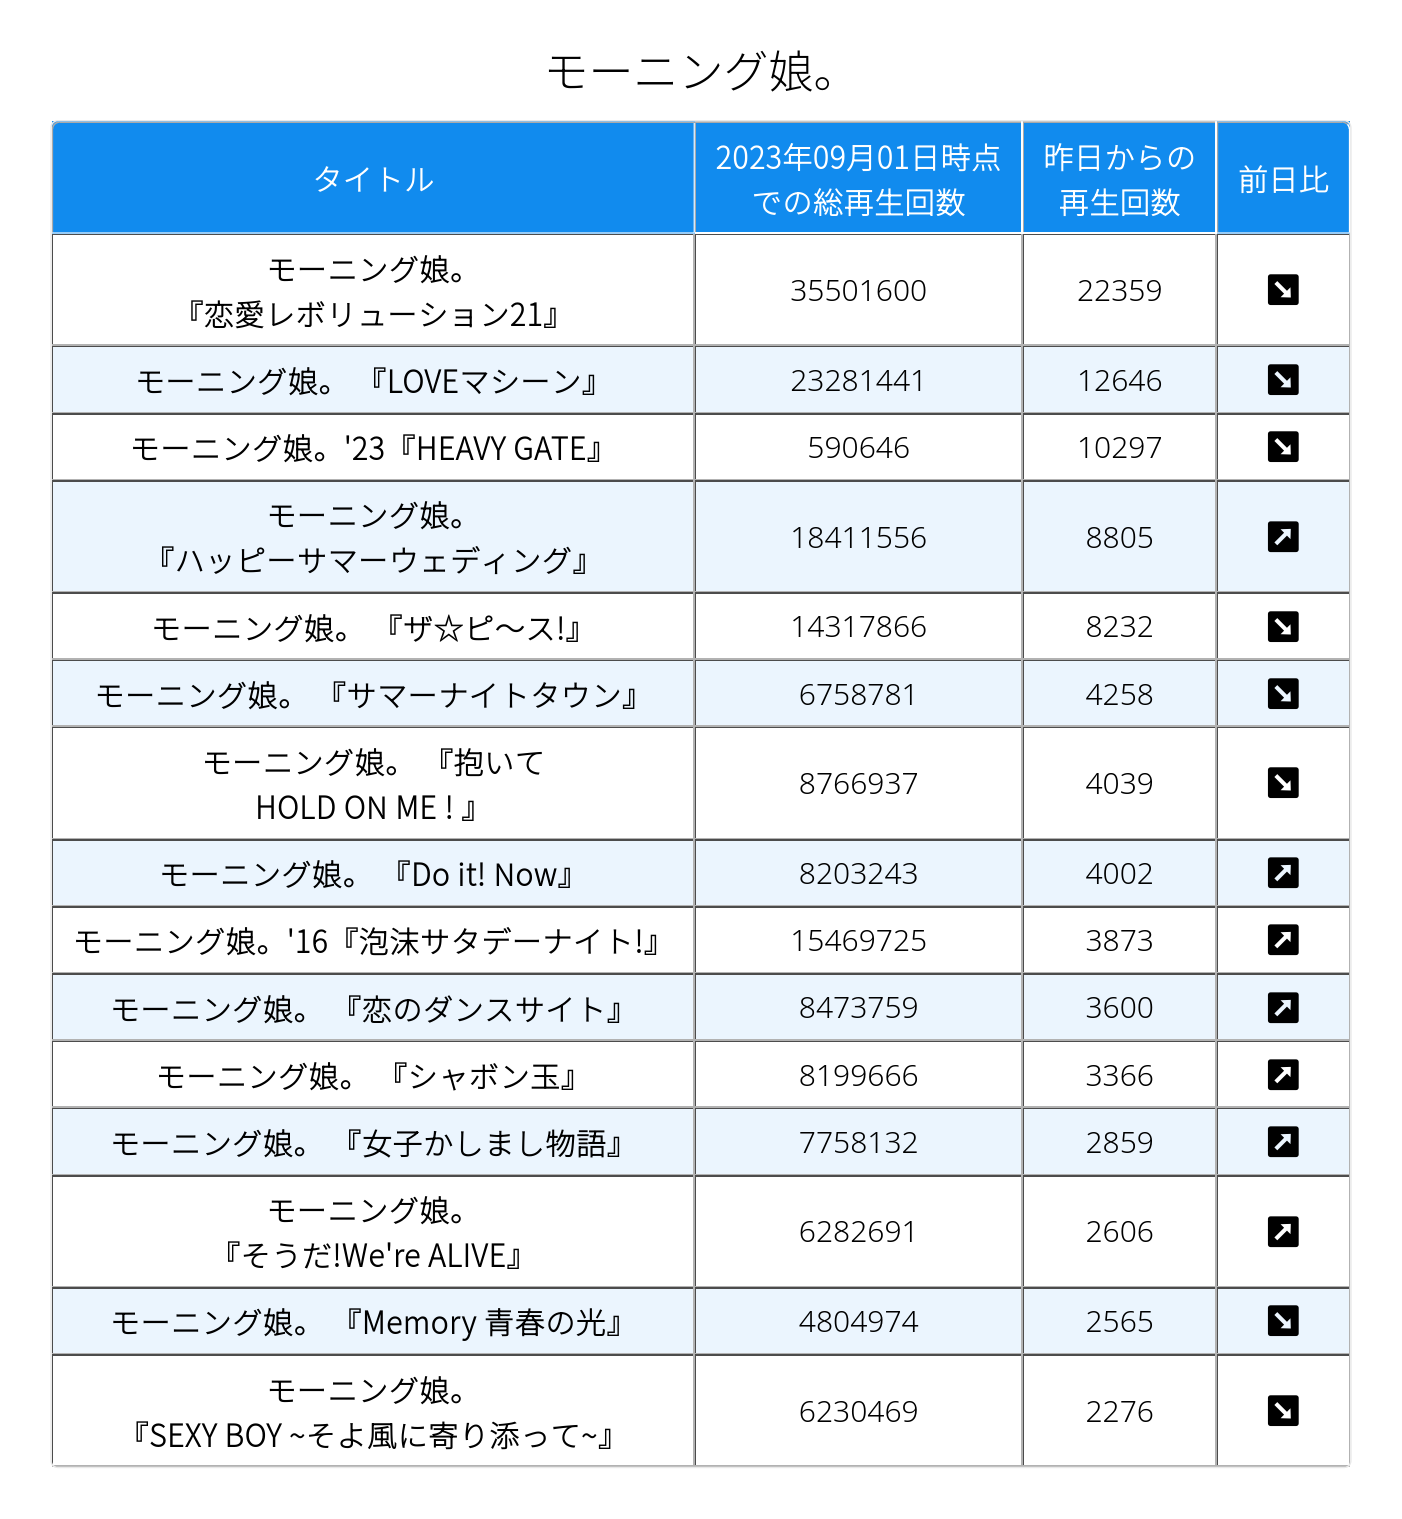 モーニング娘。
タイトル
2023年09月01日時点
での総再生回数
昨日からの
再生回数
前日比
モーニング娘。
『恋愛レボリューション21』
35501600
22359
↘
モーニング娘。 『LOVEマシーン』
23281441
12646
↘
モーニング娘。'23『HEAVY GATE』
590646
10297
↘
モーニング娘。
『ハッピーサマーウェディング』
18411556
8805
↗
モーニング娘。 『ザ☆ピ〜ス!』
14317866
8232
↘
モーニング娘。 『サマーナイトタウン』
6758781
4258
↘
モーニング娘。 『抱いて
HOLD ON ME ! 』
8766937
4039
↘
モーニング娘。 『Do it! Now』
8203243
4002
↗
モーニング娘。'16『泡沫サタデーナイト!』
15469725
3873
↗
モーニング娘。 『恋のダンスサイト』
8473759
3600
↗
モーニング娘。 『シャボン玉』
8199666
3366
↗
モーニング娘。 『女子かしまし物語』
7758132
2859
↗
モーニング娘。
『そうだ!We're ALIVE』
6282691
2606
↗
モーニング娘。 『Memory 青春の光』
4804974
2565
↘
モーニング娘。
『SEXY BOY ~そよ風に寄り添って~』
6230469
2276
↘